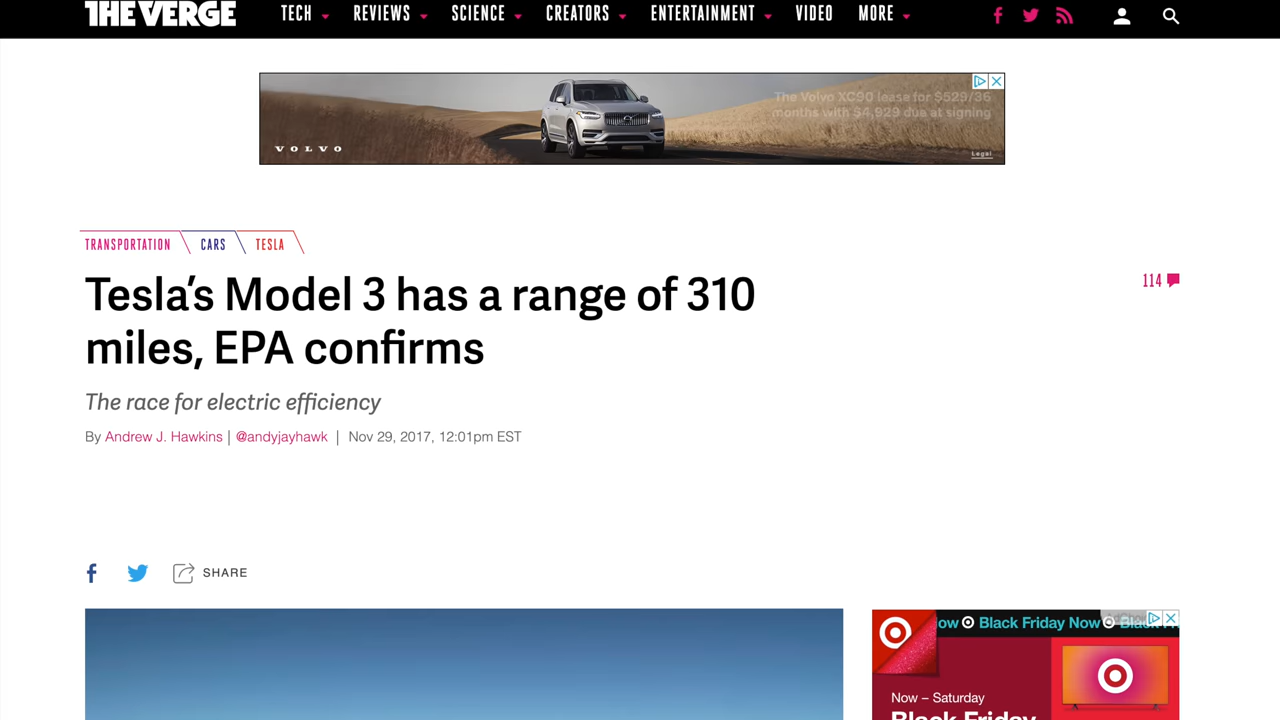 THE VERGE
TECH REVIEWS SCIENCE CREATORS ENTERTAINMENT VIDEO MORE
The Volvo XC90 lease for $529/36
months with $4,929 due at signing
VOLVO
Legal
TRANSPORTATION CARS TESLA
Tesla's Model 3 has a range of 310
miles, EPA confirms
114
The race for electric efficiency
By Andrew J. Hawkins | @andyjayhawk | Nov 29, 2017, 12:01pm EST
SHARE
ow Black Friday Now Black
Now – Saturday
Black Friday